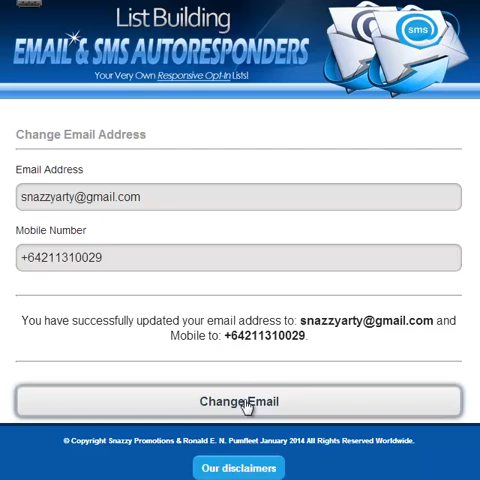 List Building
EMAIL & SMS AUTORESPONDERS
Your Very Own Responsive Opt-In Lists!
sms
Change Email Address
Email Address
snazzyarty@gmail.com
Mobile Number
+64211310029
You have successfully updated your email address to: snazzyarty@gmail.com and
Mobile to: +64211310029.
Change Email
© Copyright Snazzy Promotions & Ronald E. N. Pumfleet January 2014 All Rights Reserved Worldwide.
Our disclaimers